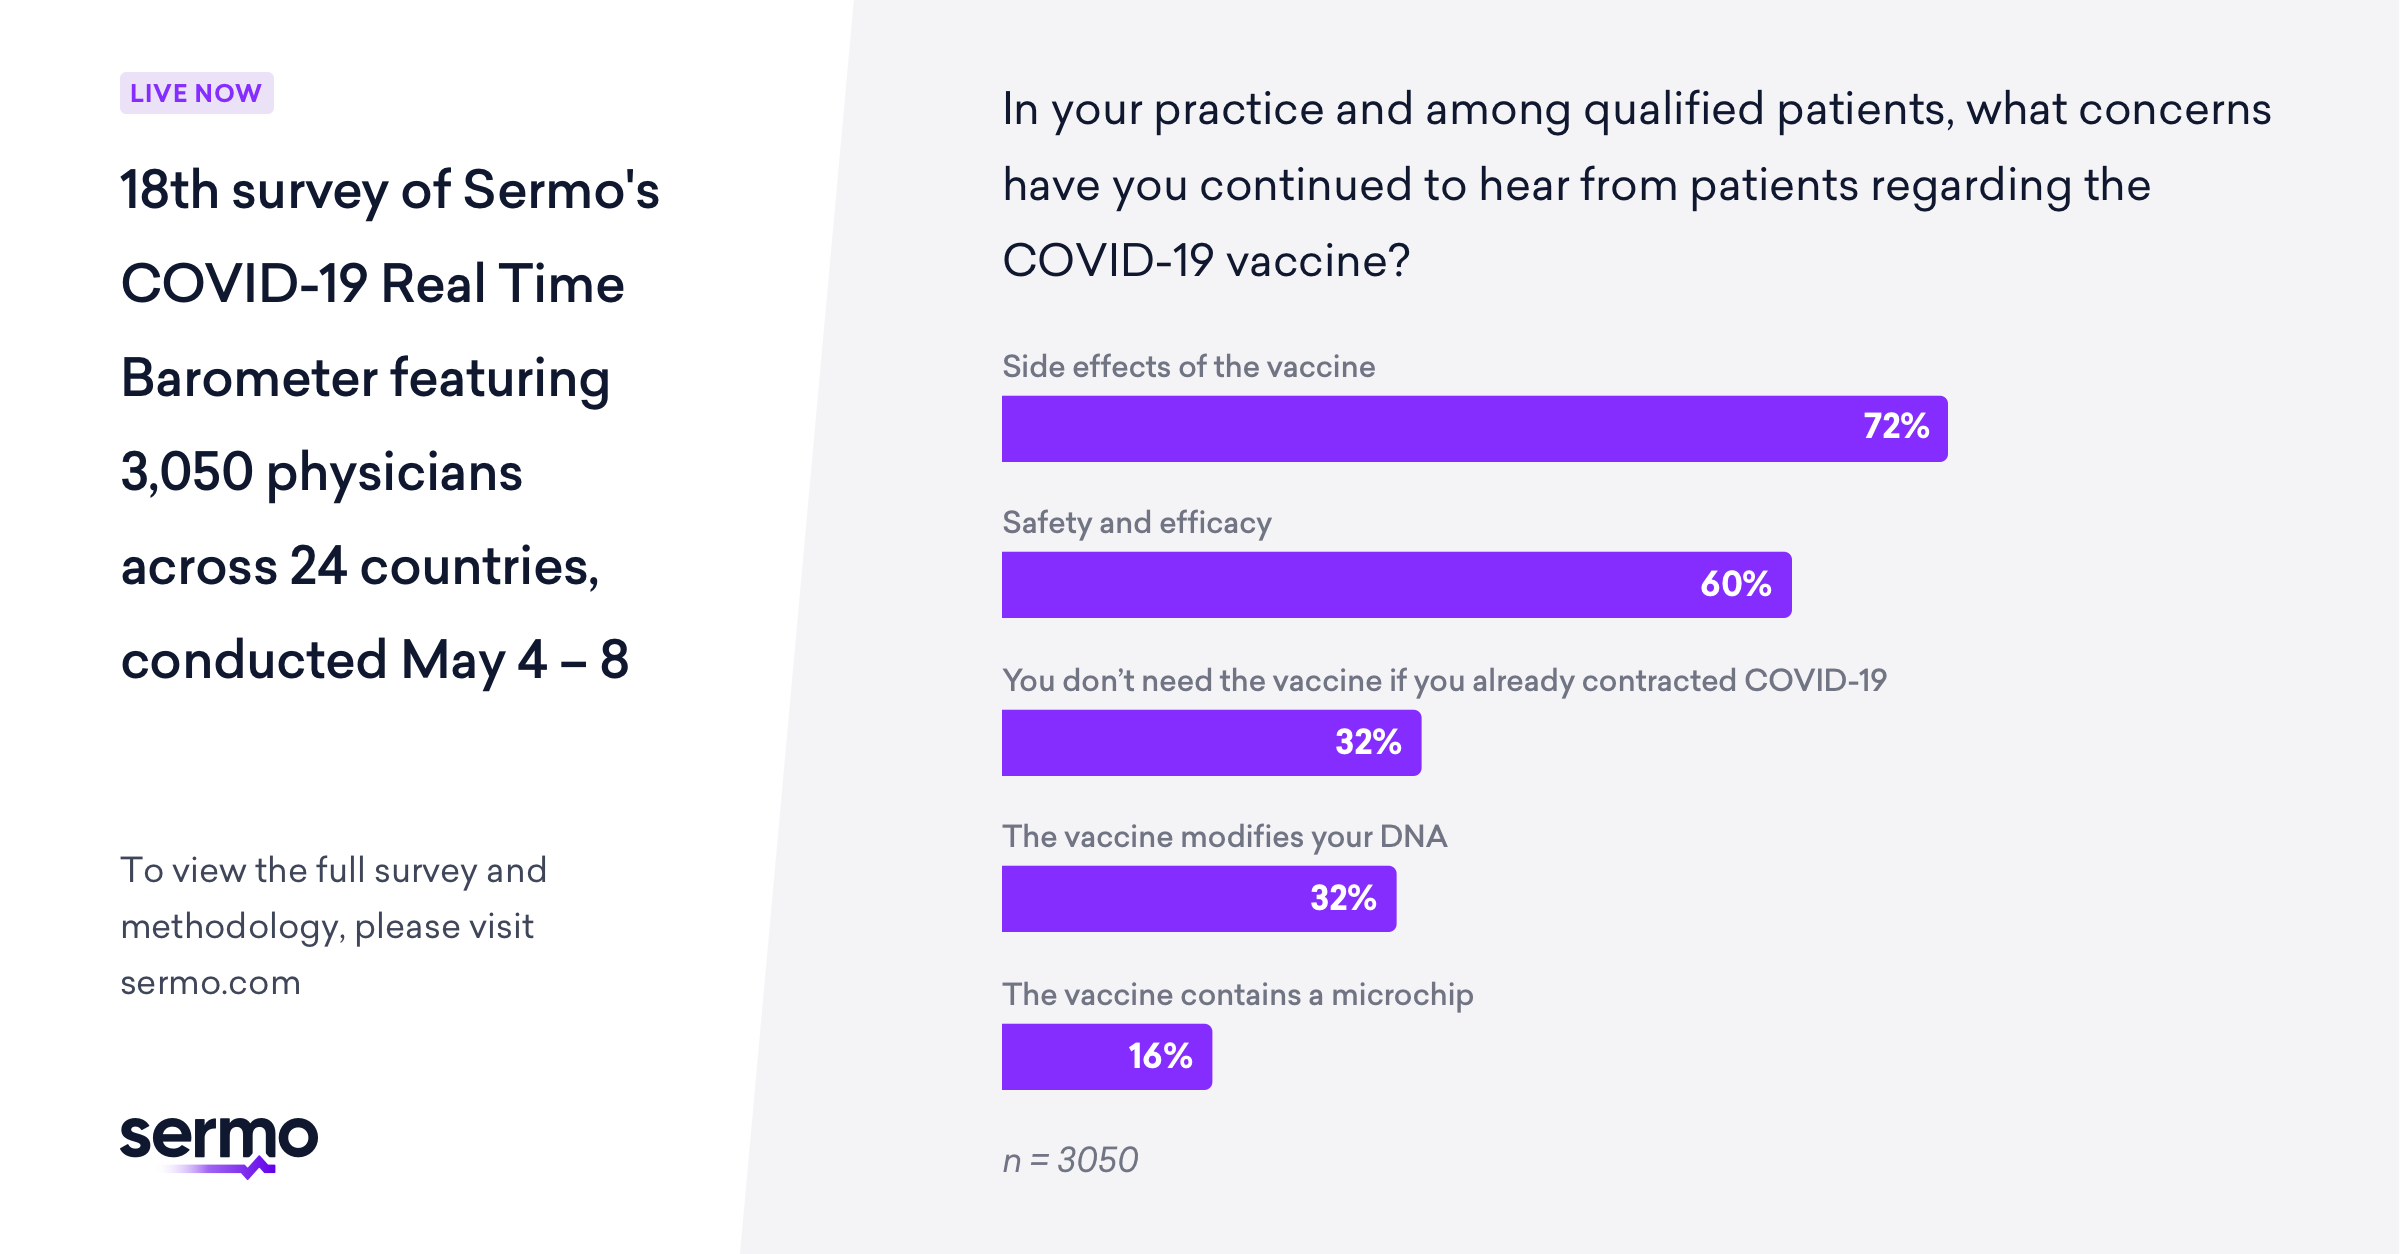 LIVE NOW
18th survey of Sermo's
COVID-19 Real Time
Barometer featuring
3,050 physicians
across 24 countries,
conducted May 4 – 8
To view the full survey and
methodology, please visit
sermo.com
sermo
In your practice and among qualified patients, what concerns
have you continued to hear from patients regarding the
COVID-19 vaccine?
Side effects of the vaccine
72%
Safety and efficacy
60%
You don’t need the vaccine if you already contracted COVID-19
32%
The vaccine modifies your DNA
32%
The vaccine contains a microchip
16%
n = 3050